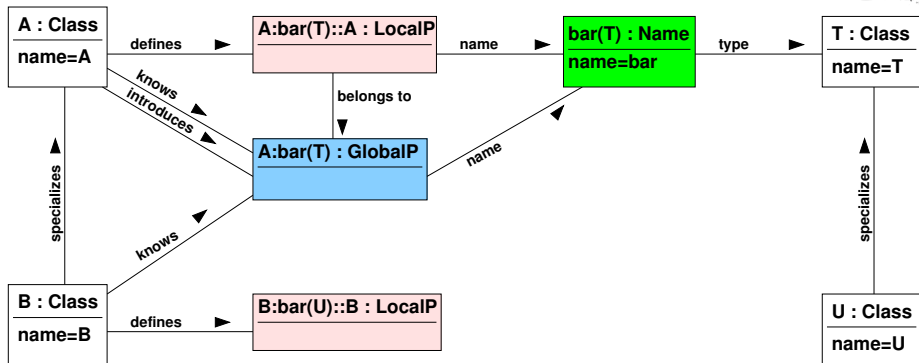 A : Class
name=A
defines
A:bar(T)::A : LocalP
name
bar(T) : Name
name=bar
type
T : Class
name=T
knows
introduces
belongs to
A:bar(T) : GlobalP
name
specializes
specializes
knows
B : Class
name=B
defines
B:bar(U)::B : LocalP
U : Class
name=U